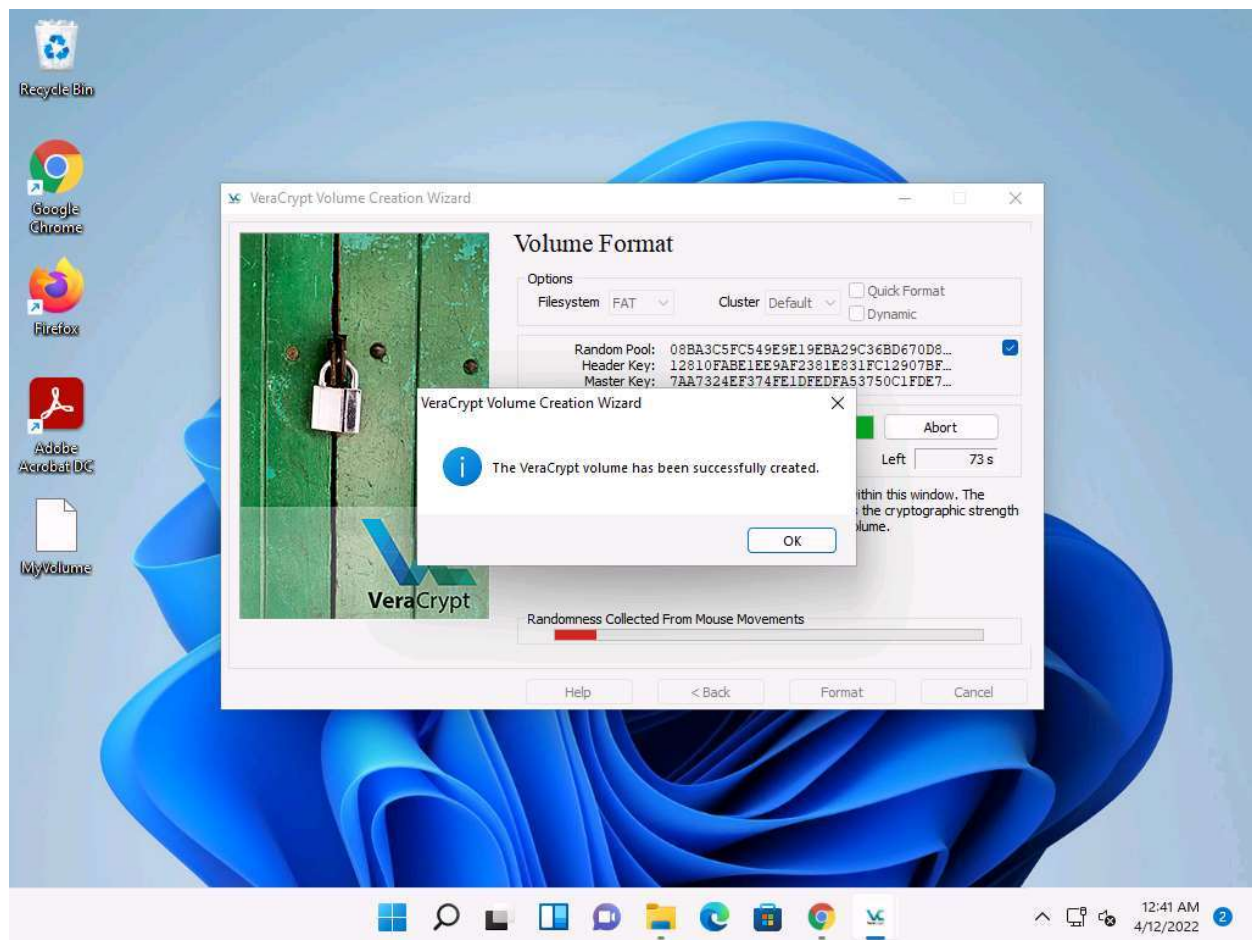 Recycle Bin
Google
Chrome
Firefox
Adobe
Acrobat DC
MyVolume
VeraCrypt Volume Creation Wizard
Volume Format
Options
Filesystem FAT Cluster Default Quick Format
Dynamic
Random Pool: 08BA3C5FC549E9E19EBA29C36BD670D8...
Header Key: 12810FABE1EE9AF2381E831FC12907BF...
Master Key: 7AA7324EF374FE1DFEDFA53750C1FDE7...
VeraCrypt Volume Creation Wizard
The VeraCrypt volume has been successfully created.
OK
Abort
Left 73 s
within this window. The
the cryptographic strength
VeraCrypt
Randomness Collected From Mouse Movements
Help < Back Format Cancel
12:41 AM
4/12/2022
2